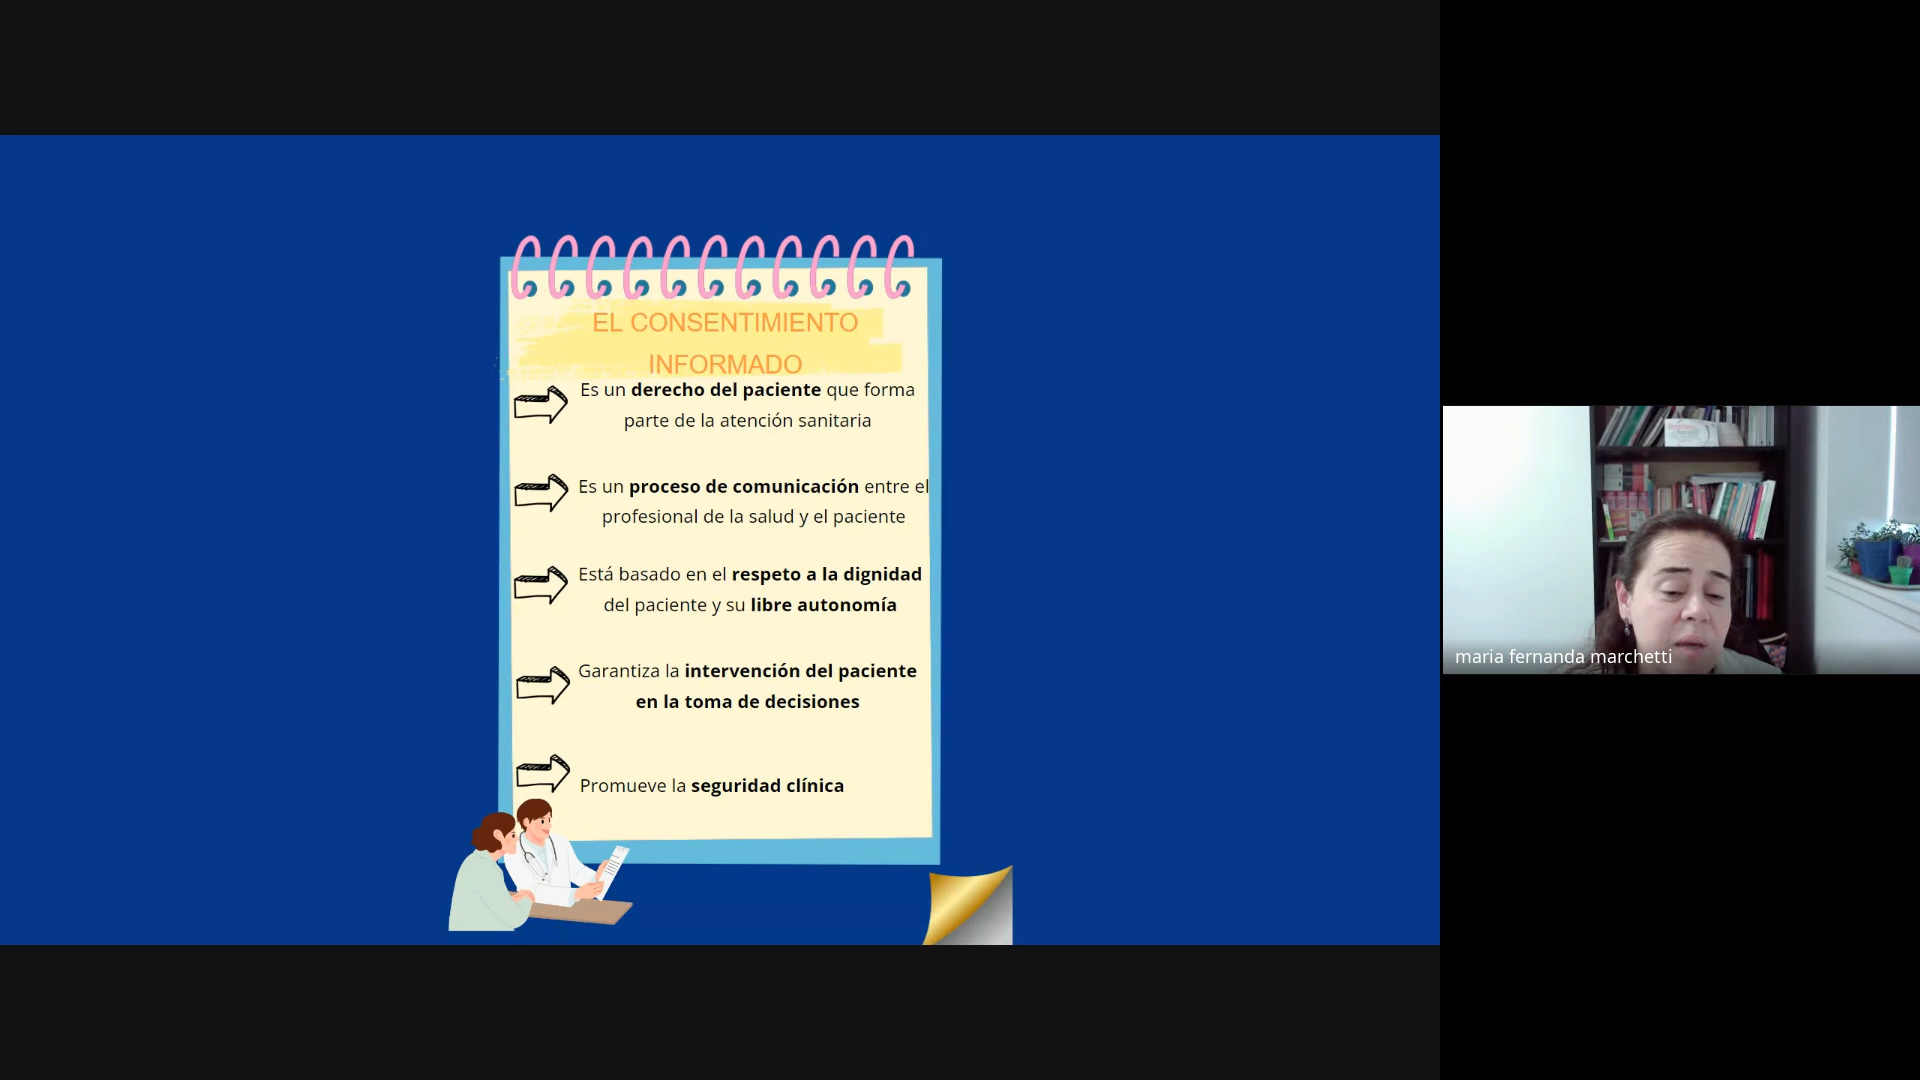 EL CONSENTIMIENTO
INFORMADO
Es un derecho del paciente que forma
parte de la atención sanitaria
Es un proceso de comunicación entre el
profesional de la salud y el paciente
Está basado en el respeto a la dignidad
del paciente y su libre autonomía
Garantiza la intervención del paciente
en la toma de decisiones
Promueve la seguridad clínica
maria fernanda marchetti